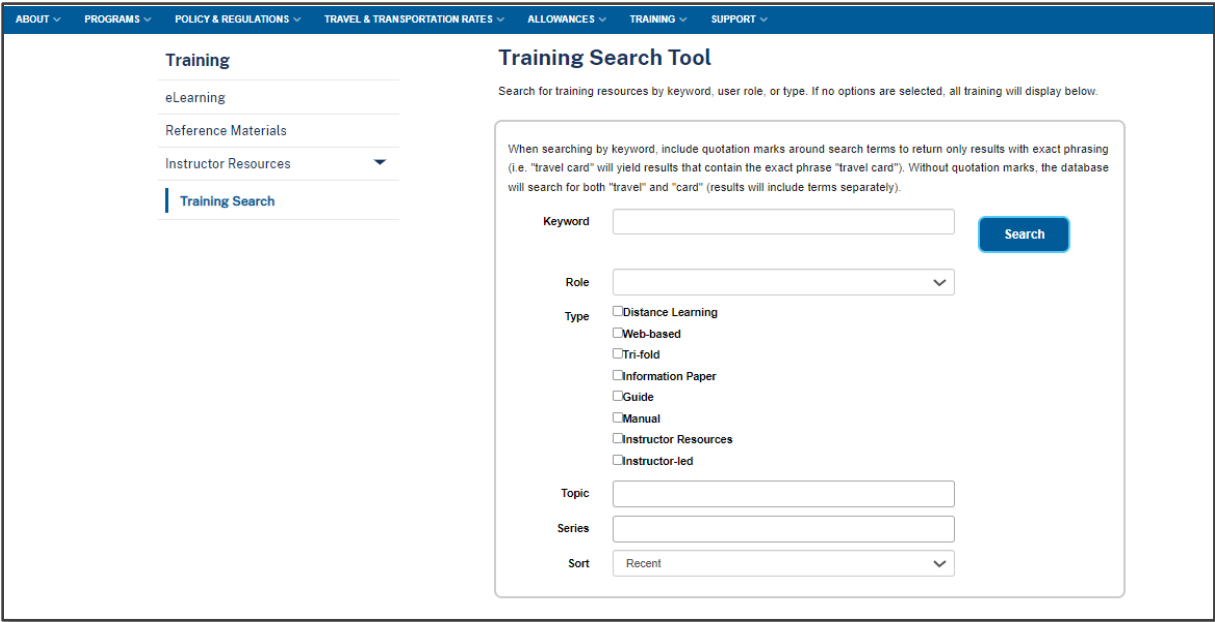 ABOUT PROGRAMS POLICY & REGULATIONS TRAVEL & TRANSPORTATION RATES ALLOWANCES TRAINING SUPPORT
Training
eLearning
Reference Materials
Instructor Resources
Training Search
Training Search Tool
Search for training resources by keyword, user role, or type. If no options are selected, all training will display below.
When searching by keyword, include quotation marks around search terms to return only results with exact phrasing
(i.e. "travel card" will yield results that contain the exact phrase "travel card"). Without quotation marks, the database
will search for both "travel" and "card" (results will include terms separately).
Keyword
Search
Role
Type
Distance Learning
Web-based
Tri-fold
Information Paper
Guide
Manual
Instructor Resources
Instructor-led
Topic
Series
Sort Recent